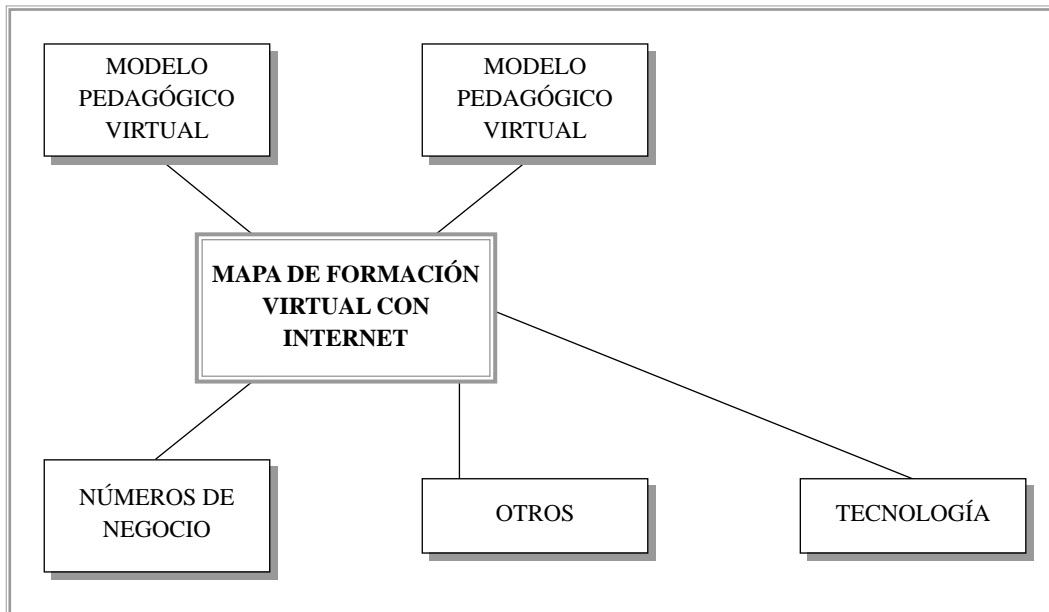 MODELO
PEDAGÓGICO
VIRTUAL
MODELO
PEDAGÓGICO
VIRTUAL
MAPA DE FORMACIÓN
VIRTUAL CON
INTERNET
NÚMEROS DE
NEGOCIO
OTROS
TECNOLOGÍA